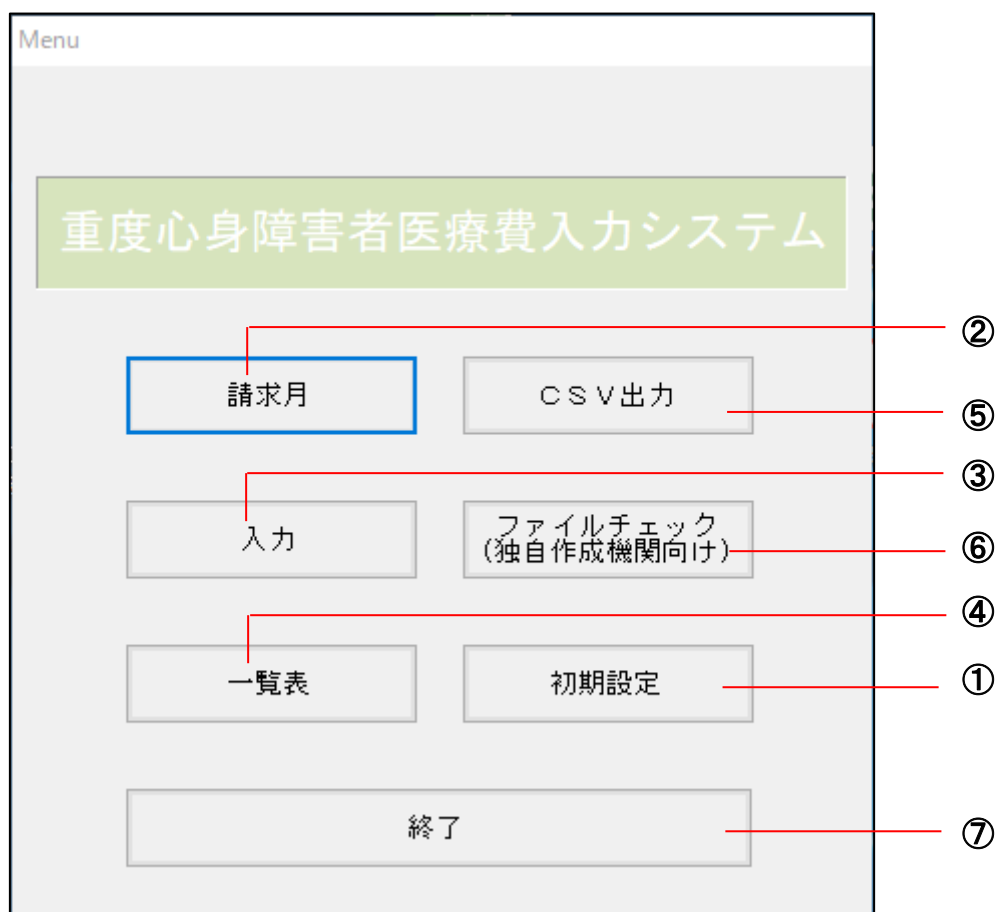 Menu
重度心身障害者医療費入力システム
②
請求月
ＣＳＶ出力
⑤
③
入力
ファイルチェック
(独自作成機関向け)
⑥
④
一覧表
初期設定
①
終了
⑦